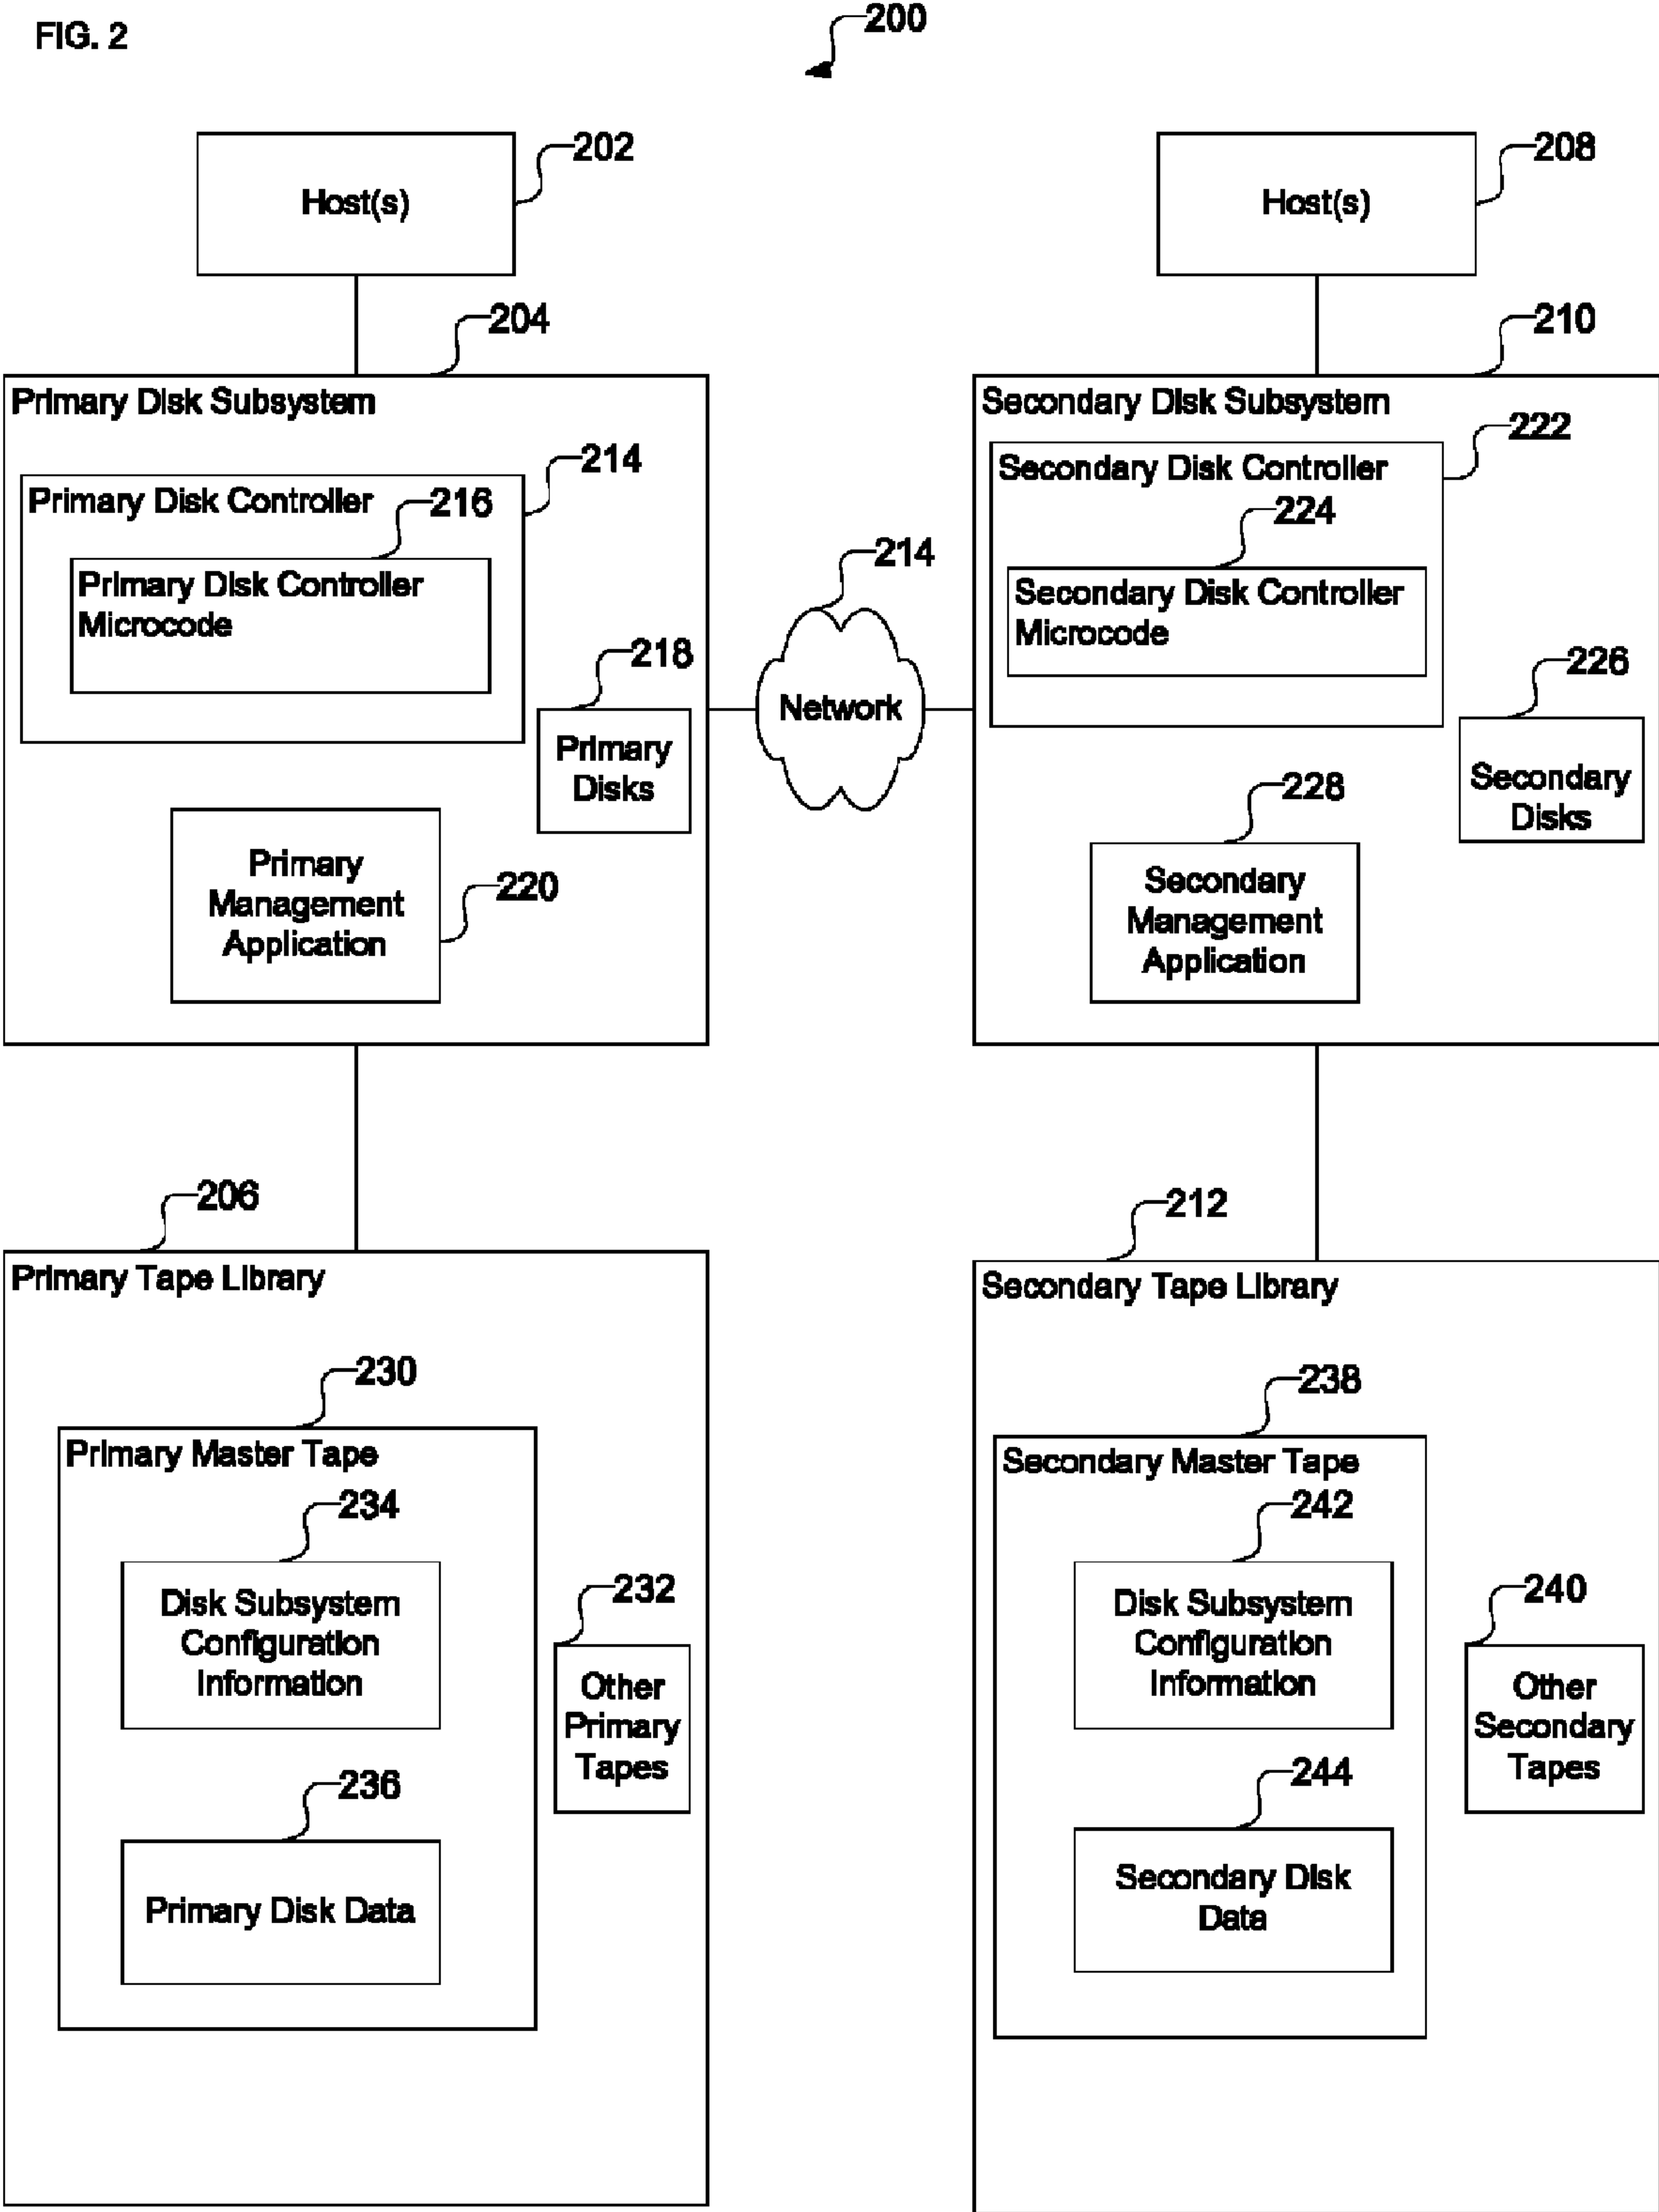 FIG. 2
200
202
Host(s)
208
Host(s)
204
Primary Disk Subsystem
214
Primary Disk Controller
216
Primary Disk Controller
Microcode
218
Primary
Disks
Primary
Management
Application
220
214
Network
210
Secondary Disk Subsystem
222
Secondary Disk Controller
224
Secondary Disk Controller
Microcode
226
Secondary
Disks
228
Secondary
Management
Application
206
Primary Tape Library
230
Primary Master Tape
234
Disk Subsystem
Configuration
Information
232
Other
Primary
Tapes
236
Primary Disk Data
212
Secondary Tape Library
238
Secondary Master Tape
242
Disk Subsystem
Configuration
Information
240
Other
Secondary
Tapes
244
Secondary Disk
Data